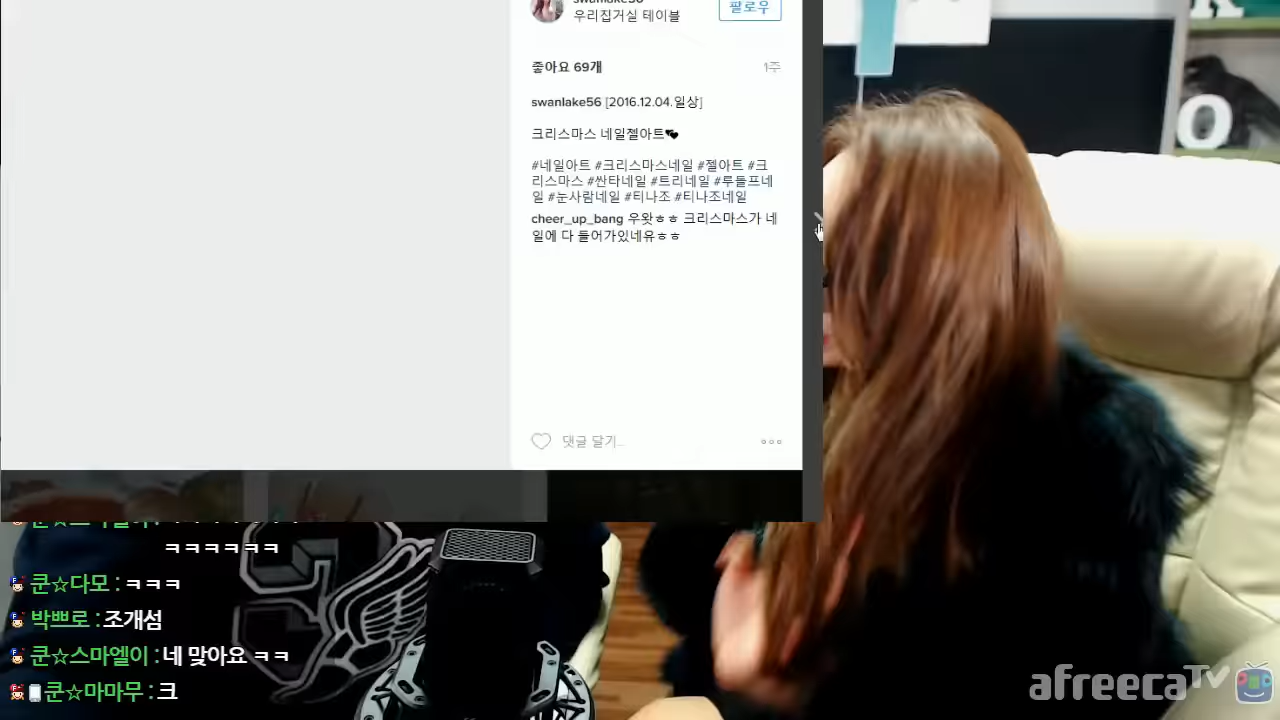 swanlake56
우리집거실 테이블
팔로우
좋아요 69개
1주
swanlake56 [2016.12.04.일상]
크리스마스 네일젤아트
#네일아트 #크리스마스네일 #젤아트 #크
리스마스 #싼타네일 #트리네일 #루돌프네
일 #눈사람네일 #티나조 #티나조네일
cheer_up_bang 우왓ㅎㅎ 크리스마스가 네
일에 다 들어가있네유ㅎㅎ
댓글 달기...
ㅋㅋㅋㅋㅋㅋ
쿤☆다모 : ㅋㅋㅋ
박쁘로 : 조개섬
쿤☆스마엘이 : 네 맞아요 ㅋㅋ
쿤☆마마무 : 크
O
afreecaTV